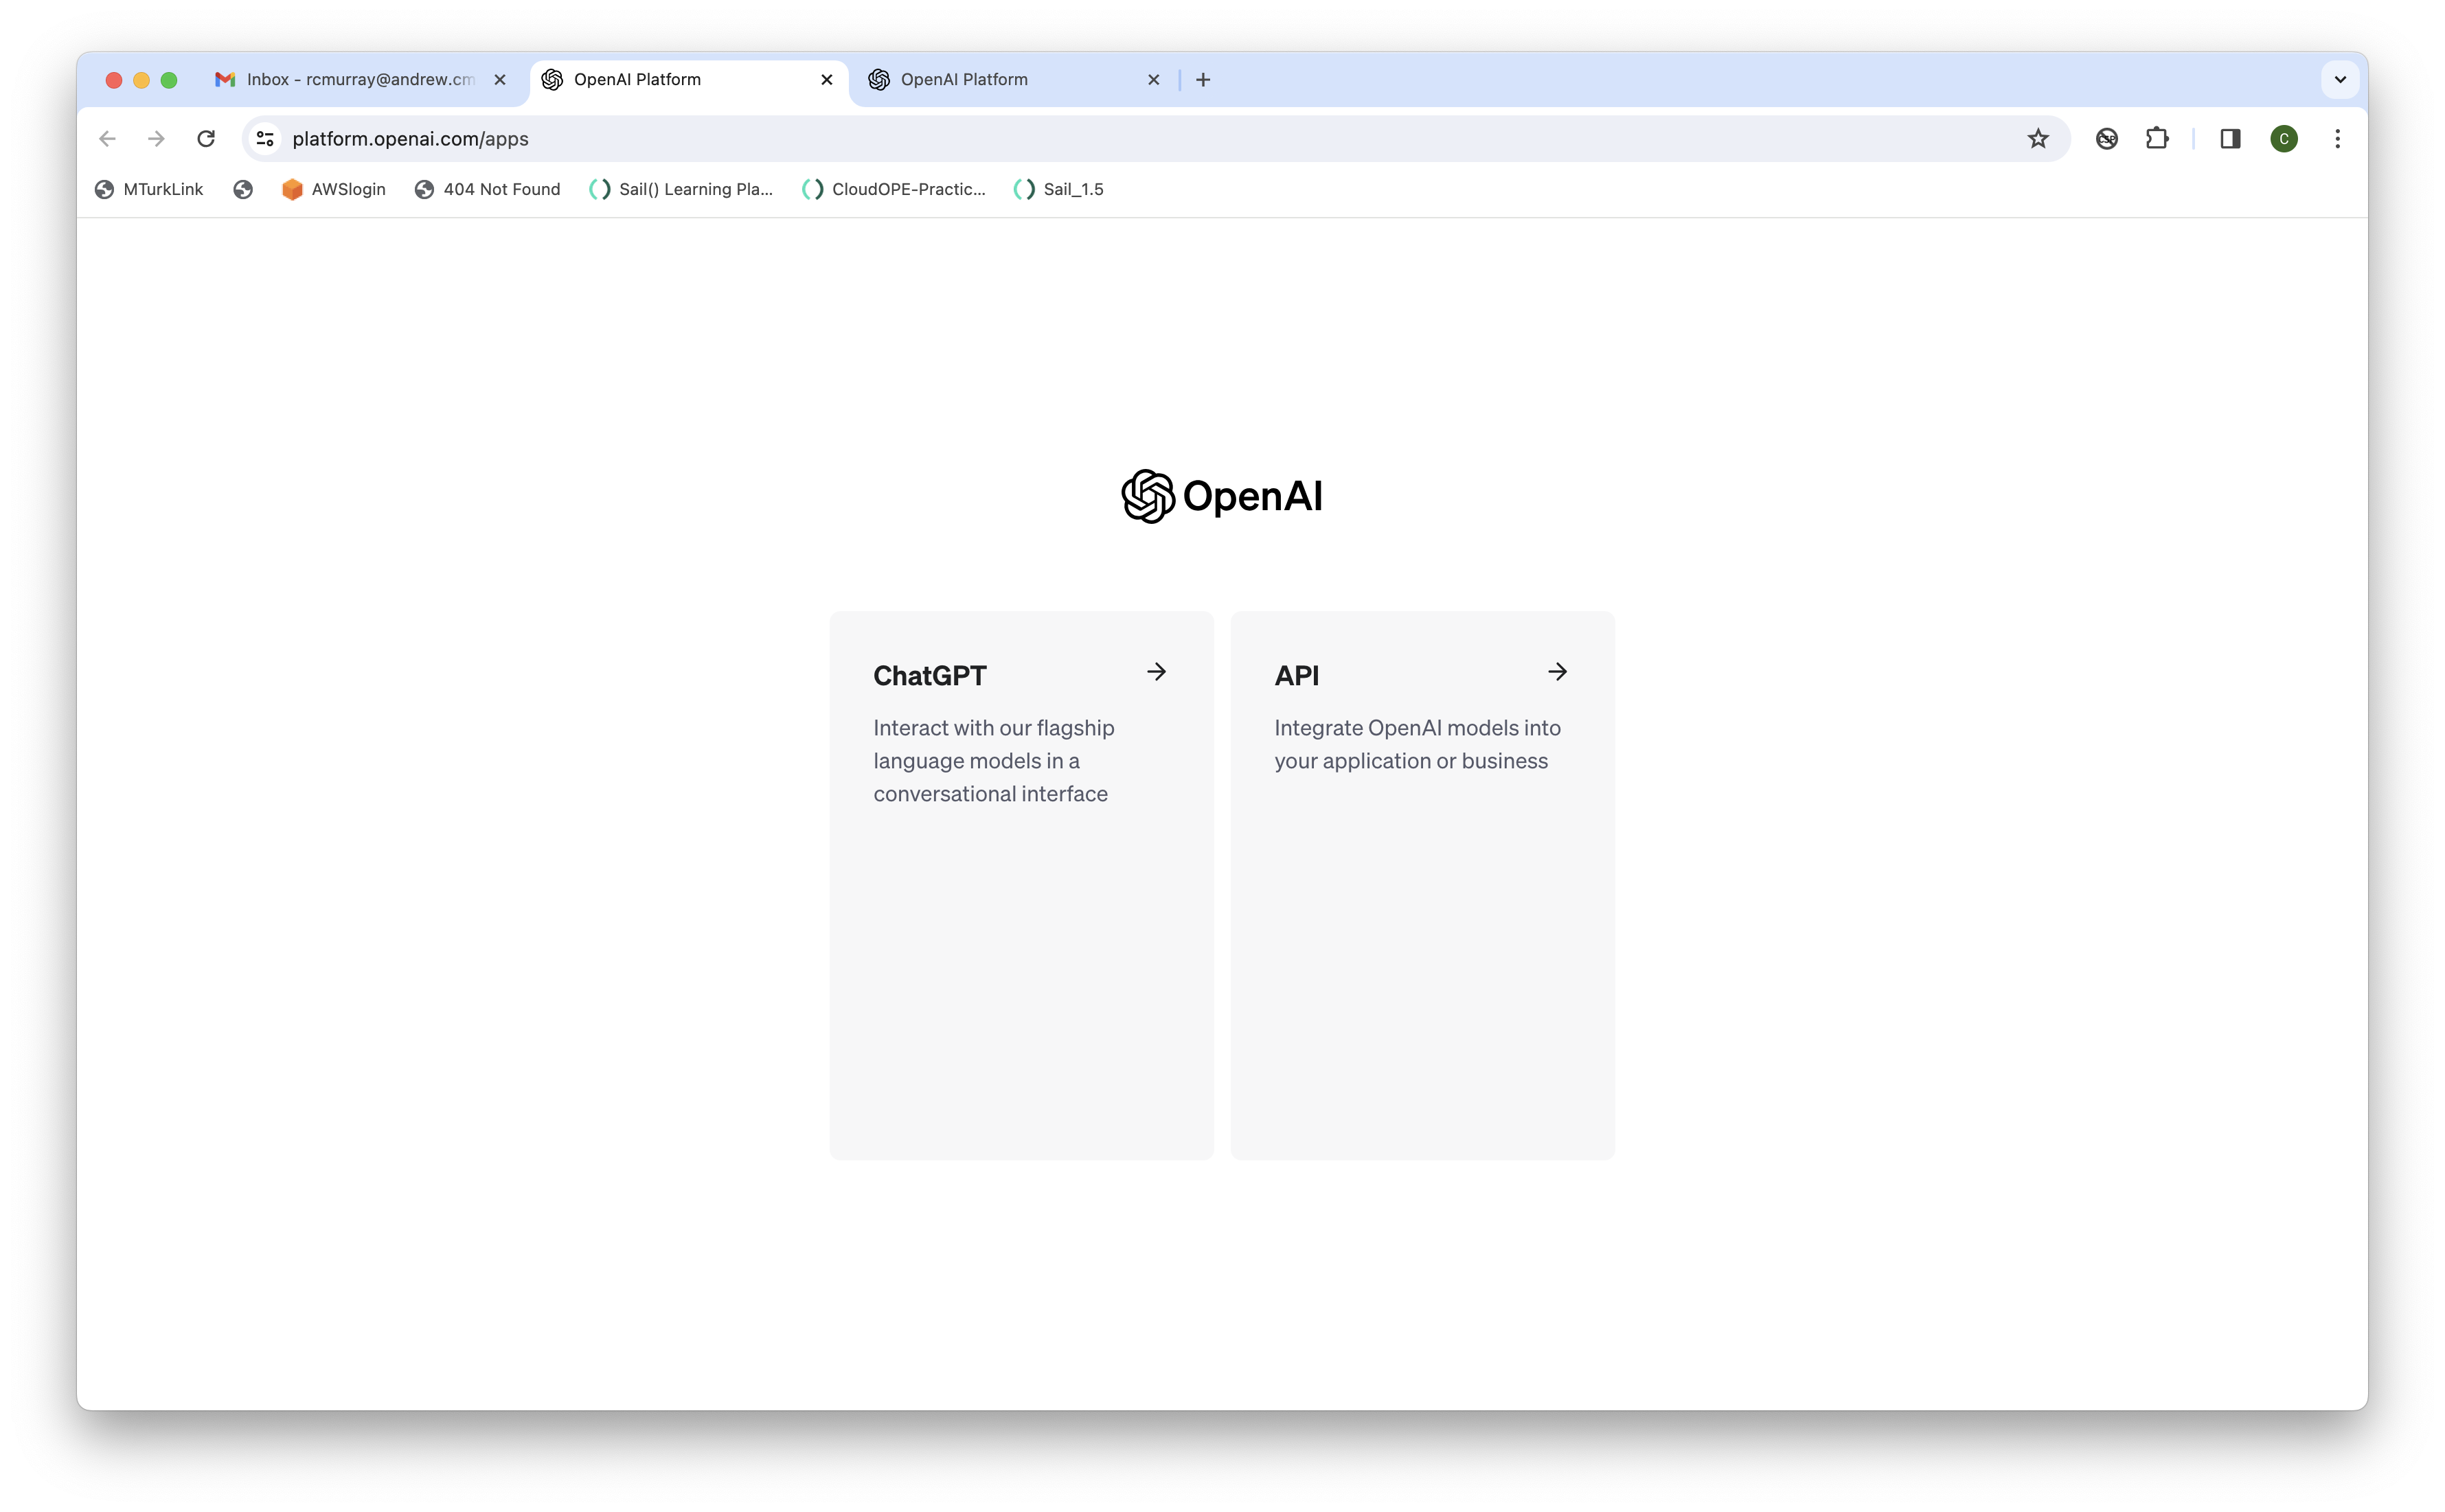 Inbox - rcmurray@andrew.cm
OpenAI Platform
OpenAI Platform
platform.openai.com/apps
C
MTurkLink
AWSlogin
404 Not Found
Sail() Learning Pla...
CloudOPE-Practic...
Sail_1.5
OpenAI
ChatGPT
Interact with our flagship
language models in a
conversational interface
API
Integrate OpenAI models into
your application or business